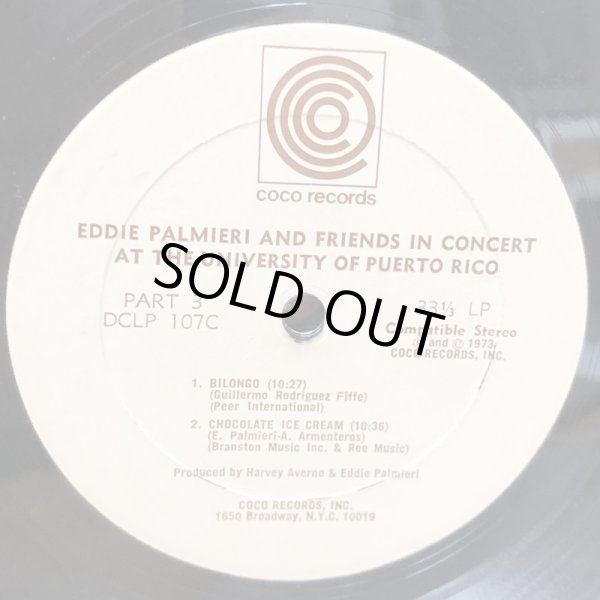 coco records
EDDIE PALMIERI AND FRIENDS IN CONCERT
AT THE UNIVERSITY OF PUERTO RICO
SOLD OUT
PART 3
DCLP 107C
33⅓ LP
Compatible Stereo
Ⓟ and © 1973,
COCO RECORDS, INC.
1. BILONGO (10:27)
(Guillermo Rodriguez Fiffe)
(Peer International)
2. CHOCOLATE ICE CREAM (10:36)
(E. Palmieri-A. Armenteros)
(Branston Music Inc. & Ree Music)
Produced by Harvey Averne & Eddie Palmieri
COCO RECORDS, INC.
1650 Broadway, N.Y.C. 10019